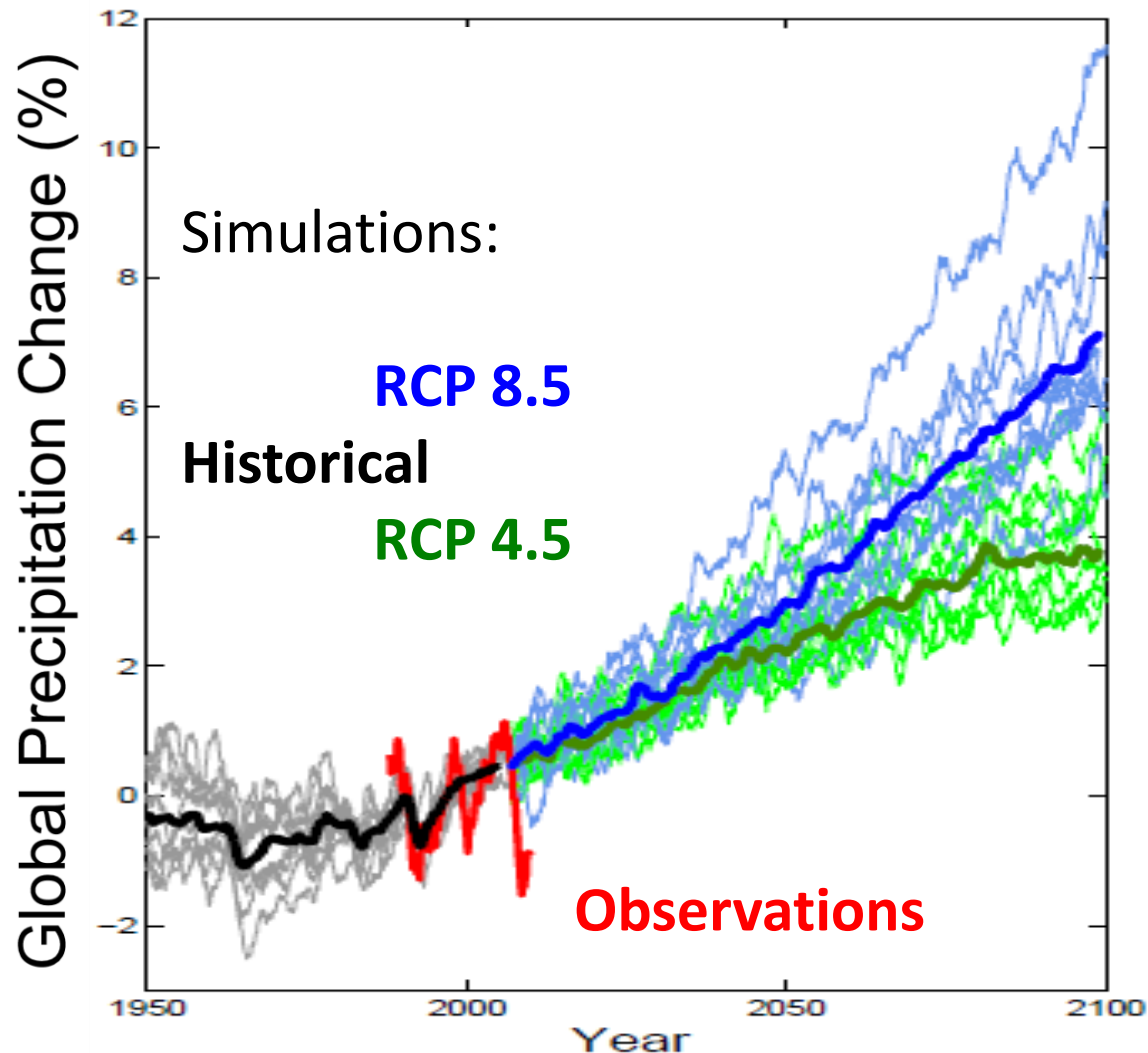 Global Precipitation Change (%)
12
10
8
6
4
2
0
−2
Simulations:
RCP 8.5
Historical
RCP 4.5
Observations
1950
2000
2050
2100
Year